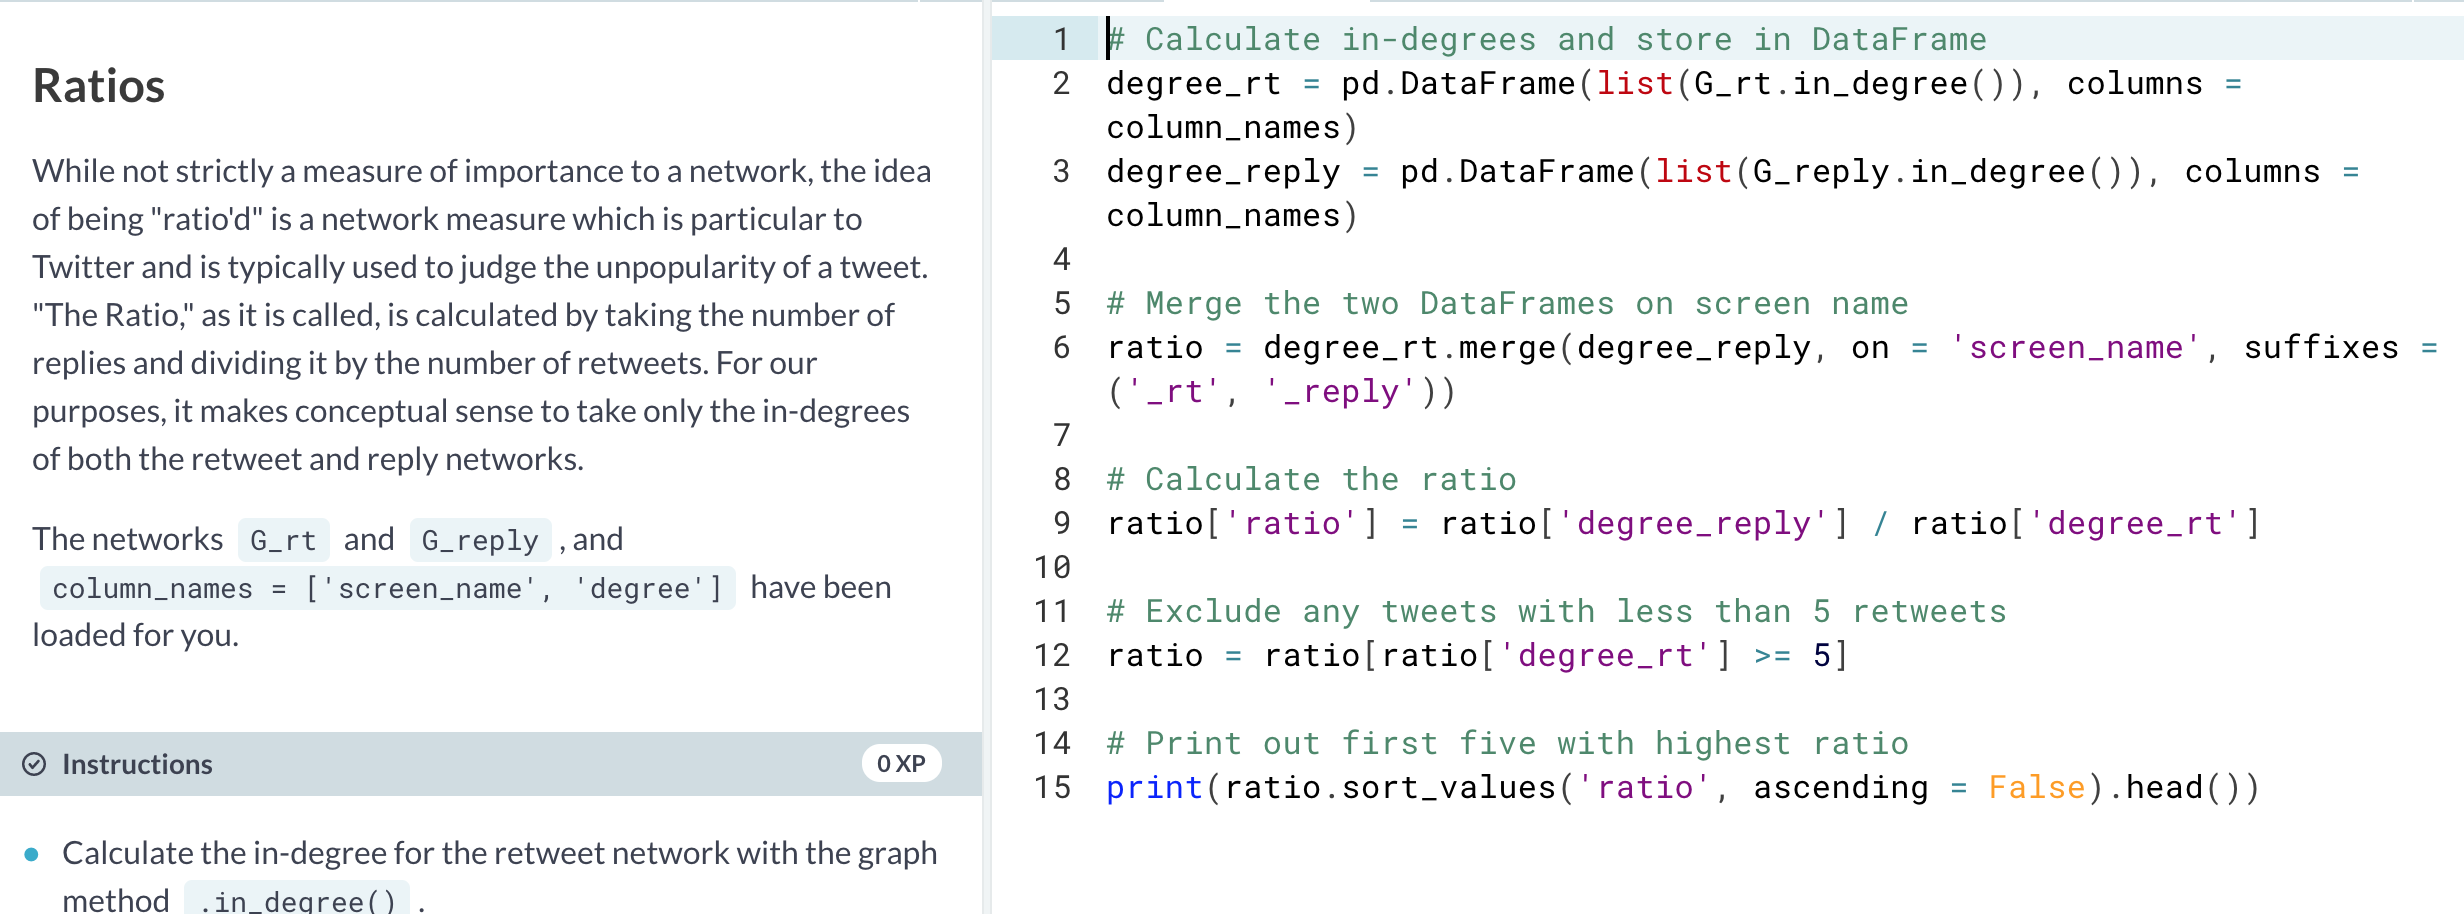 Ratios
While not strictly a measure of importance to a network, the idea
of being "ratio'd" is a network measure which is particular to
Twitter and is typically used to judge the unpopularity of a tweet.
"The Ratio," as it is called, is calculated by taking the number of
replies and dividing it by the number of retweets. For our
purposes, it makes conceptual sense to take only the in-degrees
of both the retweet and reply networks.
The networks G_rt and G_reply , and
column_names = ['screen_name', 'degree'] have been
loaded for you.
Instructions
0 XP
Calculate the in-degree for the retweet network with the graph
method .in_degree() .
1 # Calculate in-degrees and store in DataFrame
2 degree_rt = pd.DataFrame(list(G_rt.in_degree()), columns =
column_names)
3 degree_reply = pd.DataFrame(list(G_reply.in_degree()), columns =
column_names)
4
5 # Merge the two DataFrames on screen name
6 ratio = degree_rt.merge(degree_reply, on = 'screen_name', suffixes =
('_rt', '_reply'))
7
8 # Calculate the ratio
9 ratio['ratio'] = ratio['degree_reply'] / ratio['degree_rt']
10
11 # Exclude any tweets with less than 5 retweets
12 ratio = ratio[ratio['degree_rt'] >= 5]
13
14 # Print out first five with highest ratio
15 print(ratio.sort_values('ratio', ascending = False).head())